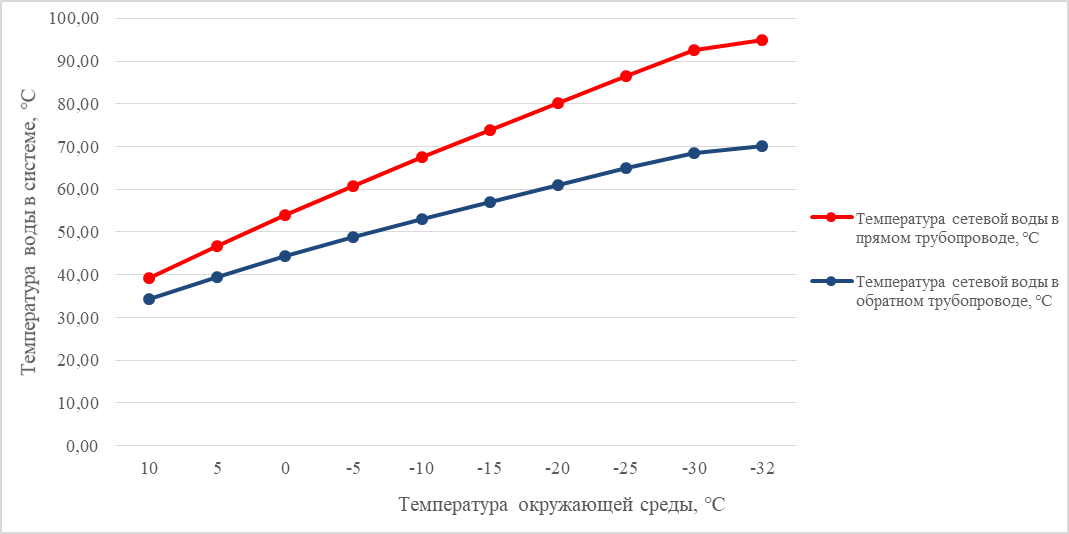 100,00
90,00
80,00
70,00
60,00
50,00
40,00
30,00
20,00
10,00
0,00
Температура воды в системе, °С
10 5 0 -5 -10 -15 -20 -25 -30 -32
Температура окружающей среды, °С
Температура сетевой воды в
прямом трубопроводе, °С
Температура сетевой воды в
обратном трубопроводе, °С